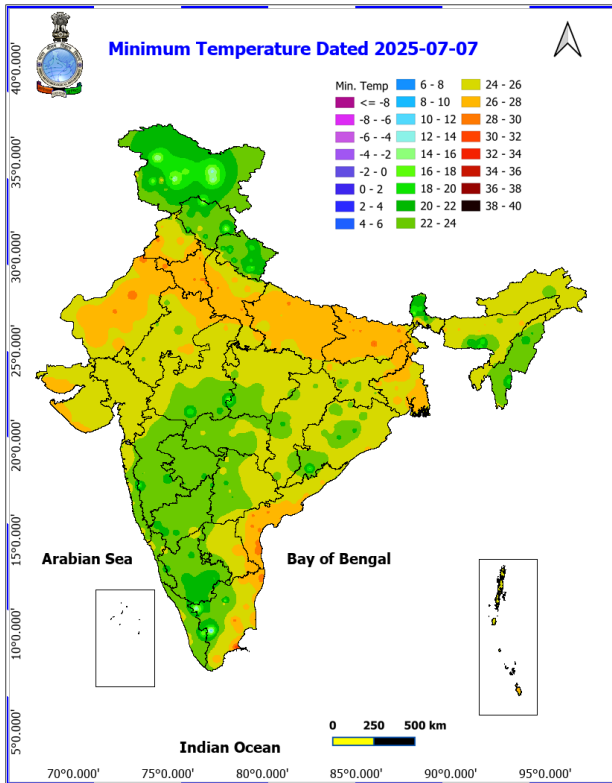 Minimum Temperature Dated 2025-07-07
Min. Temp
<= -8
-8 - -6
-6 - -4
-4 - -2
-2 - 0
0 - 2
2 - 4
4 - 6
6 - 8
8 - 10
10 - 12
12 - 14
14 - 16
16 - 18
18 - 20
20 - 22
22 - 24
24 - 26
26 - 28
28 - 30
30 - 32
32 - 34
34 - 36
36 - 38
38 - 40
40°0.000'
35°0.000'
30°0.000'
25°0.000'
20°0.000'
15°0.000'
10°0.000'
5°0.000'
Arabian Sea
Bay of Bengal
0 250 500 km
Indian Ocean
70°0.000' 75°0.000' 80°0.000' 85°0.000' 90°0.000' 95°0.000'